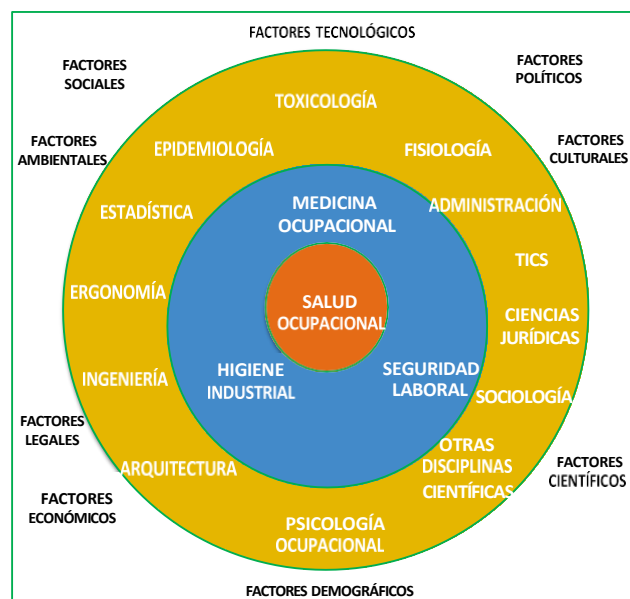 FACTORES TECNOLÓGICOS
FACTORES
SOCIALES
FACTORES
POLÍTICOS
TOXICOLOGÍA
FACTORES
AMBIENTALES
EPIDEMIOLOGÍA
FISIOLOGÍA
FACTORES
CULTURALES
MEDICINA
OCUPACIONAL
ADMINISTRACIÓN
ESTADÍSTICA
TICS
ERGONOMÍA
SALUD
OCUPACIONAL
CIENCIAS
JURÍDICAS
HIGIENE
INDUSTRIAL
SEGURIDAD
LABORAL
INGENIERÍA
SOCIOLOGÍA
FACTORES
LEGALES
OTRAS
DISCIPLINAS
CIENTÍFICAS
ARQUITECTURA
FACTORES
CIENTÍFICOS
FACTORES
ECONÓMICOS
PSICOLOGÍA
OCUPACIONAL
FACTORES DEMOGRÁFICOS